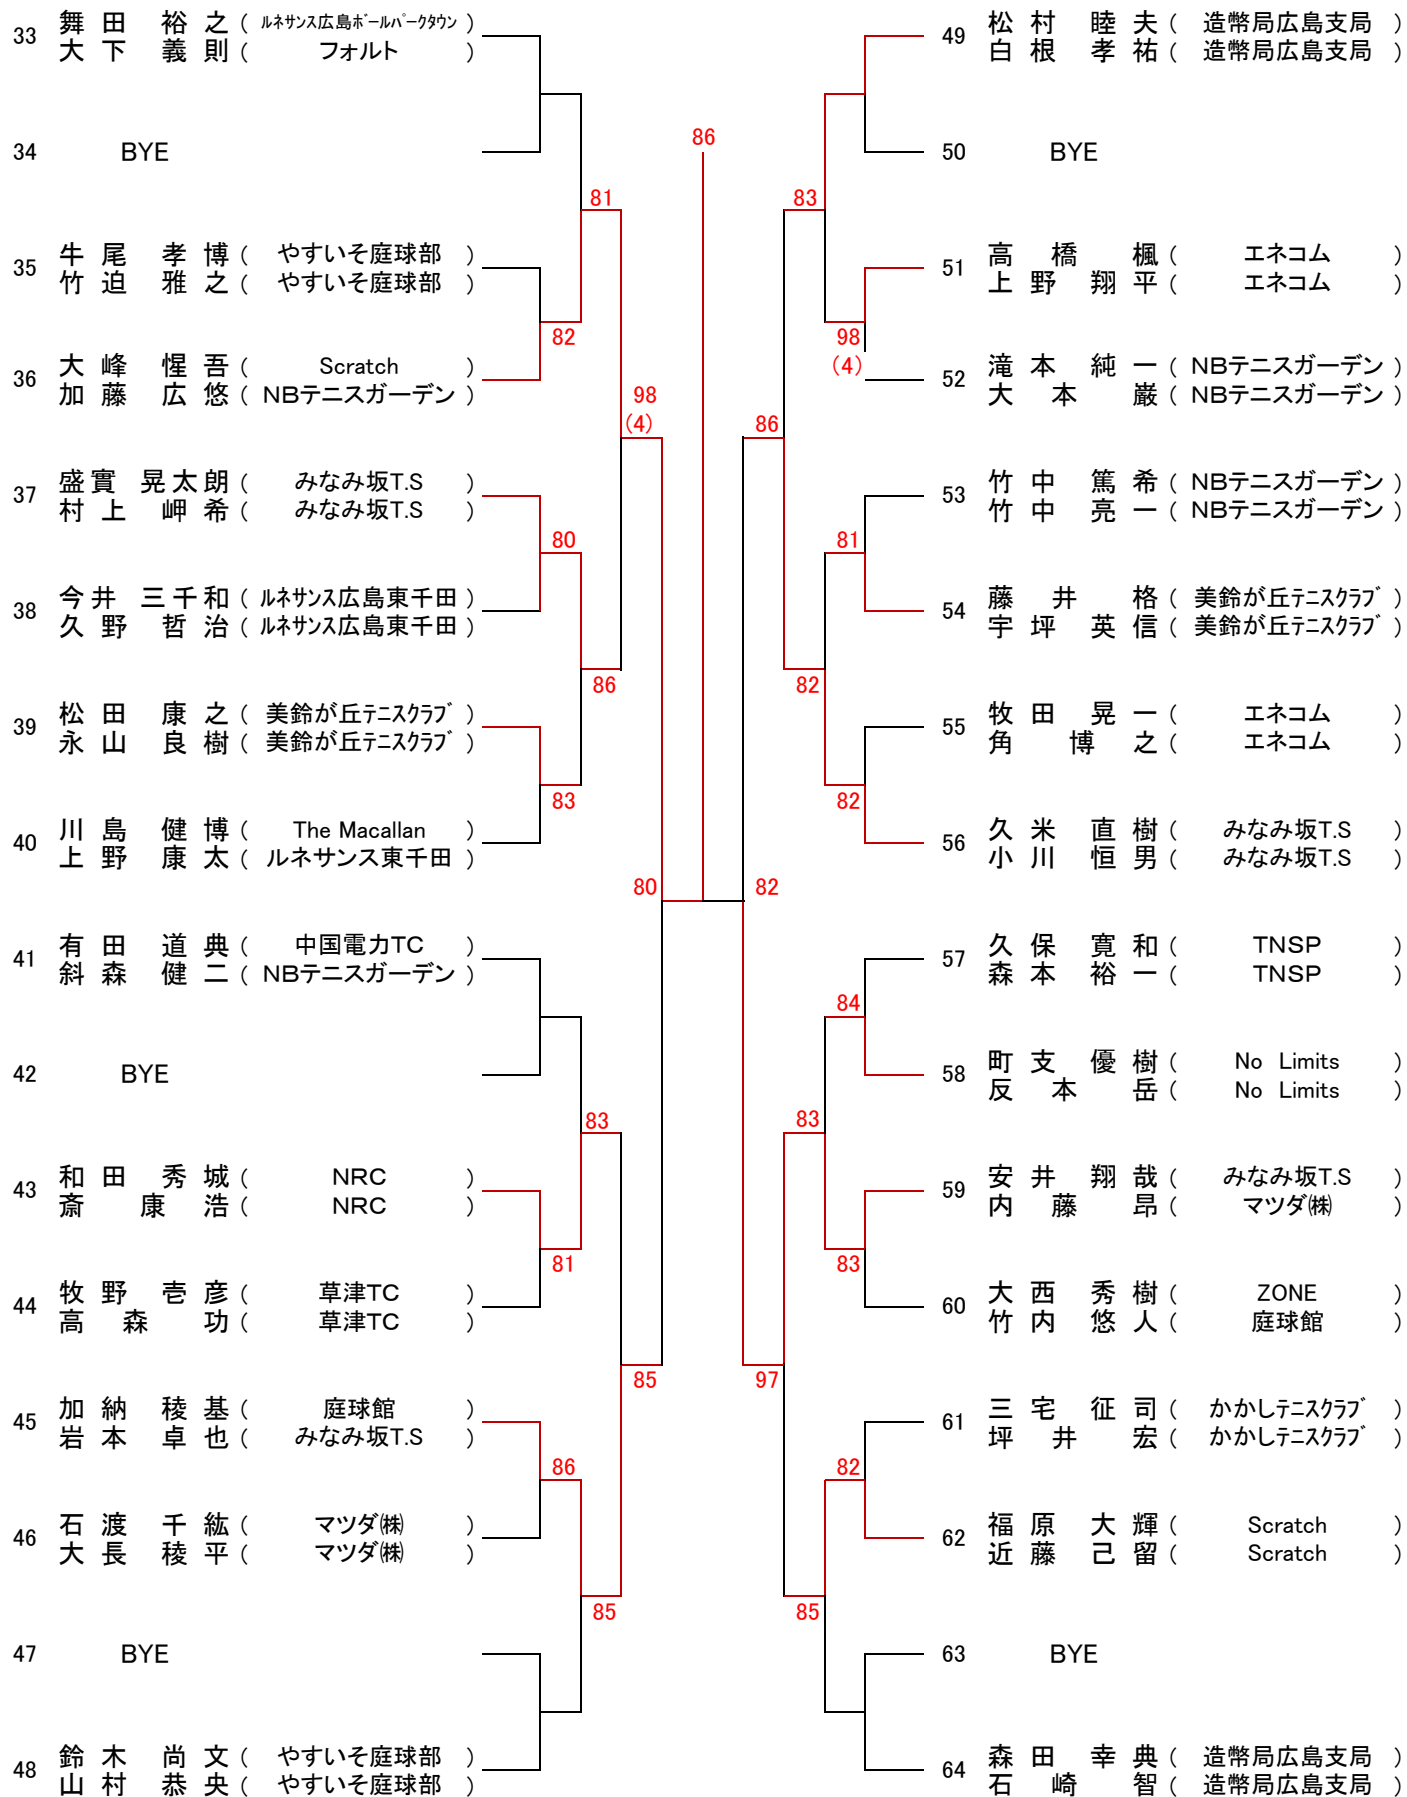 33 舞田 裕之 ( ルネサンス広島ボールパークタウン )
大下 義則 ( フォルト )
34 BYE
81
35 牛尾 孝博 ( やすいそ庭球部 )
竹迫 雅之 ( やすいそ庭球部 )
82
36 大峰 惺吾 ( Scratch )
加藤 広悠 ( NBテニスガーデン )
98
(4)
37 盛實 晃太朗 ( みなみ坂T.S )
村上 岬希 ( みなみ坂T.S )
80
38 今井 三千和 ( ルネサンス広島東千田 )
久野 哲治 ( ルネサンス広島東千田 )
86
39 松田 康之 ( 美鈴が丘テニスクラブ )
永山 良樹 ( 美鈴が丘テニスクラブ )
83
40 川島 健博 ( The Macallan )
上野 康太 ( ルネサンス東千田 )
80
41 有田 道典 ( 中国電力TC )
斜森 健二 ( NBテニスガーデン )
42 BYE
83
43 和田 秀城 ( NRC )
斎 康浩 ( NRC )
81
44 牧野 壱彦 ( 草津TC )
高森 功 ( 草津TC )
85
45 加納 稜基 ( 庭球館 )
岩本 卓也 ( みなみ坂T.S )
86
46 石渡 千紘 ( マツダ㈱ )
大長 稜平 ( マツダ㈱ )
85
47 BYE
48 鈴木 尚文 ( やすいそ庭球部 )
山村 恭央 ( やすいそ庭球部 )
86
49 松村 睦夫 ( 造幣局広島支局 )
白根 孝祐 ( 造幣局広島支局 )
50 BYE
83
51 高橋 楓 ( エネコム )
上野 翔平 ( エネコム )
98
(4)
52 滝本 純一 ( NBテニスガーデン )
大本 巌 ( NBテニスガーデン )
86
53 竹中 篤希 ( NBテニスガーデン )
竹中 亮一 ( NBテニスガーデン )
81
54 藤井 格 ( 美鈴が丘テニスクラブ )
宇坪 英信 ( 美鈴が丘テニスクラブ )
82
55 牧田 晃一 ( エネコム )
角 博之 ( エネコム )
82
56 久米 直樹 ( みなみ坂T.S )
小川 恒男 ( みなみ坂T.S )
82
57 久保 寛和 ( TNSP )
森本 裕一 ( TNSP )
84
58 町支 優樹 ( No Limits )
反本 岳 ( No Limits )
83
59 安井 翔哉 ( みなみ坂T.S )
内藤 昂 ( マツダ㈱ )
83
60 大西 秀樹 ( ZONE )
竹内 悠人 ( 庭球館 )
97
61 三宅 征司 ( かかしテニスクラブ )
坪井 宏 ( かかしテニスクラブ )
82
62 福原 大輝 ( Scratch )
近藤 己留 ( Scratch )
85
63 BYE
64 森田 幸典 ( 造幣局広島支局 )
石崎 智 ( 造幣局広島支局 )